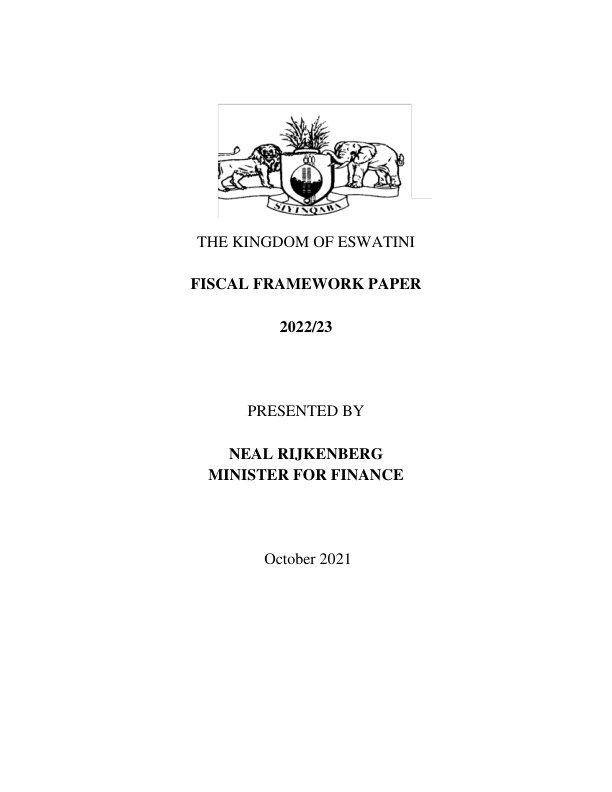 SIYINQABA
THE KINGDOM OF ESWATINI
FISCAL FRAMEWORK PAPER
2022/23
PRESENTED BY
NEAL RIJKENBERG
MINISTER FOR FINANCE
October 2021